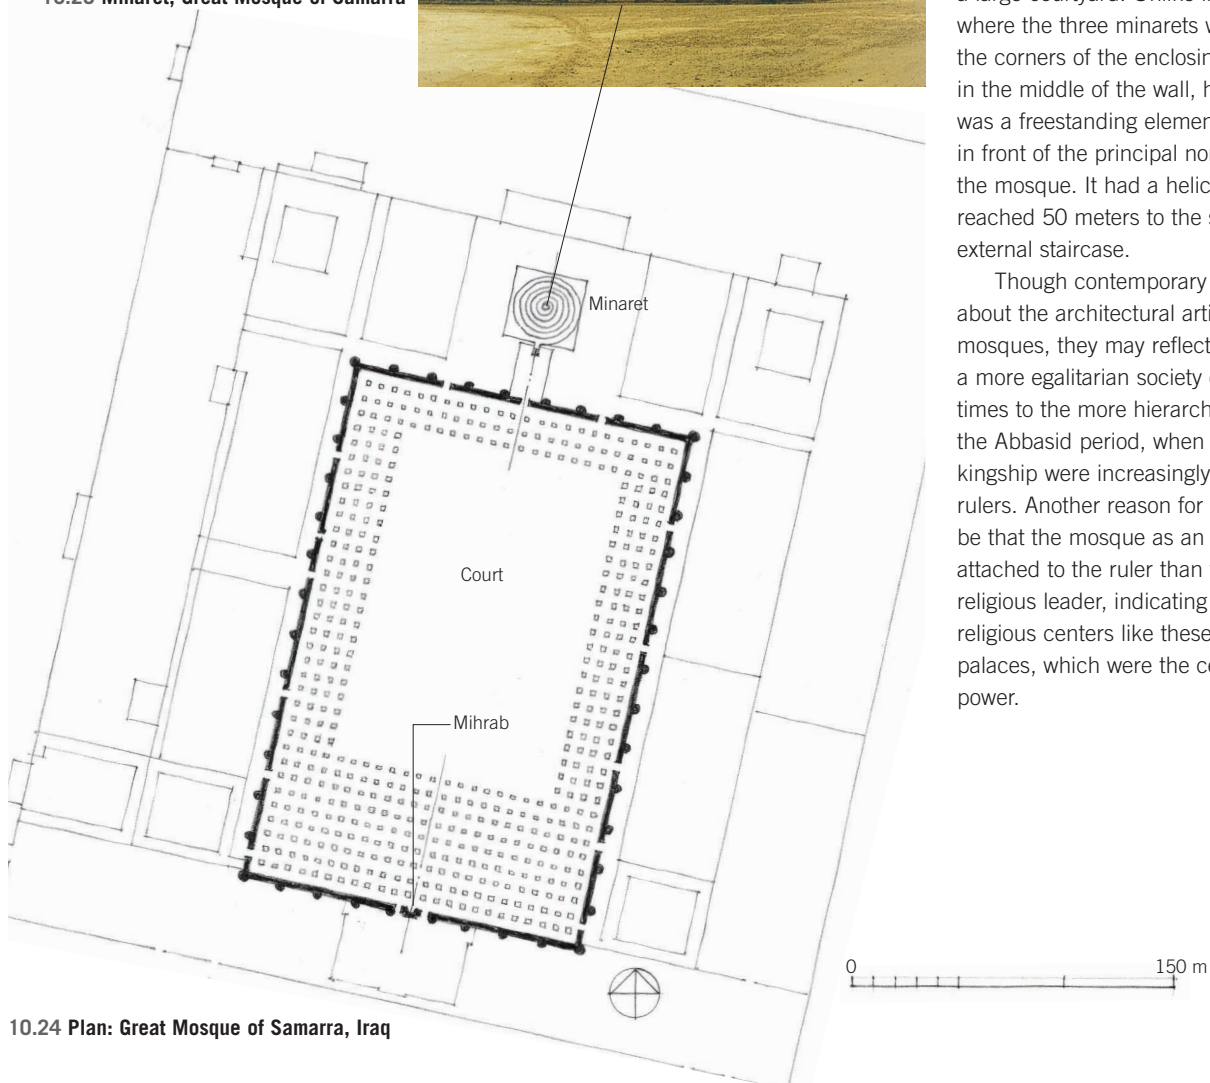 10.23 Minaret, Great Mosque of Samarra
Minaret
Court
Mihrab
0 150 m
10.24 Plan: Great Mosque of Samarra, Iraq
a large courtyard. Unlike
where the three minarets w
the corners of the enclosin
in the middle of the wall, h
was a freestanding elemen
in front of the principal no
the mosque. It had a helic
reached 50 meters to the s
external staircase.
Though contemporary
about the architectural arti
mosques, they may reflect
a more egalitarian society
times to the more hierarch
the Abbasid period, when
kingship were increasingly
rulers. Another reason for
be that the mosque as an
attached to the ruler than
religious leader, indicating
religious centers like these
palaces, which were the ce
power.